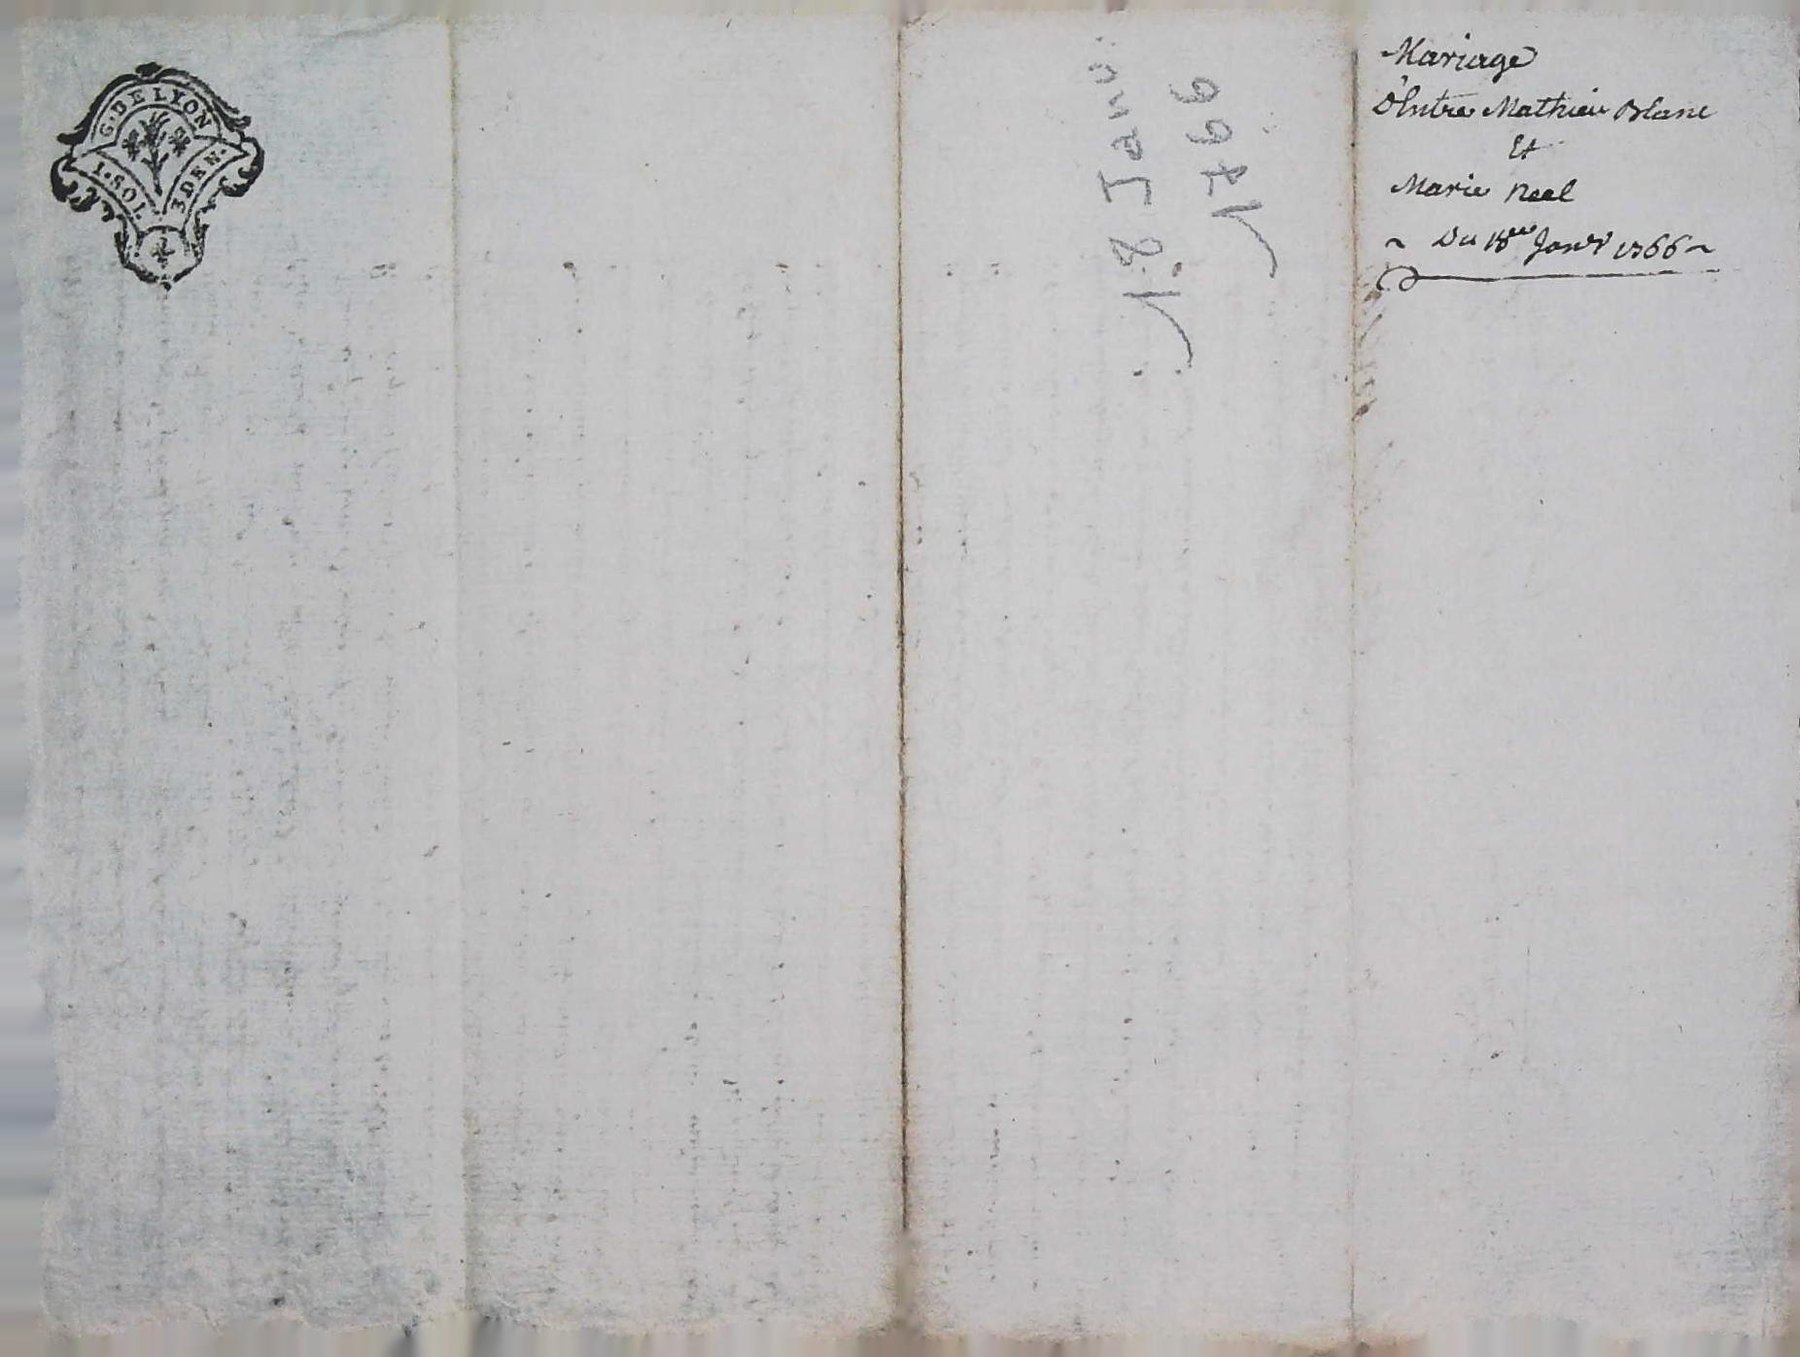 G. DE LYON
1. SOL 3 DEN.
18 Janv.
1766
Mariage
D'Entre Mathieu Blanc
Et
Marie Neel
~ Du 18e Janer 1766 ~